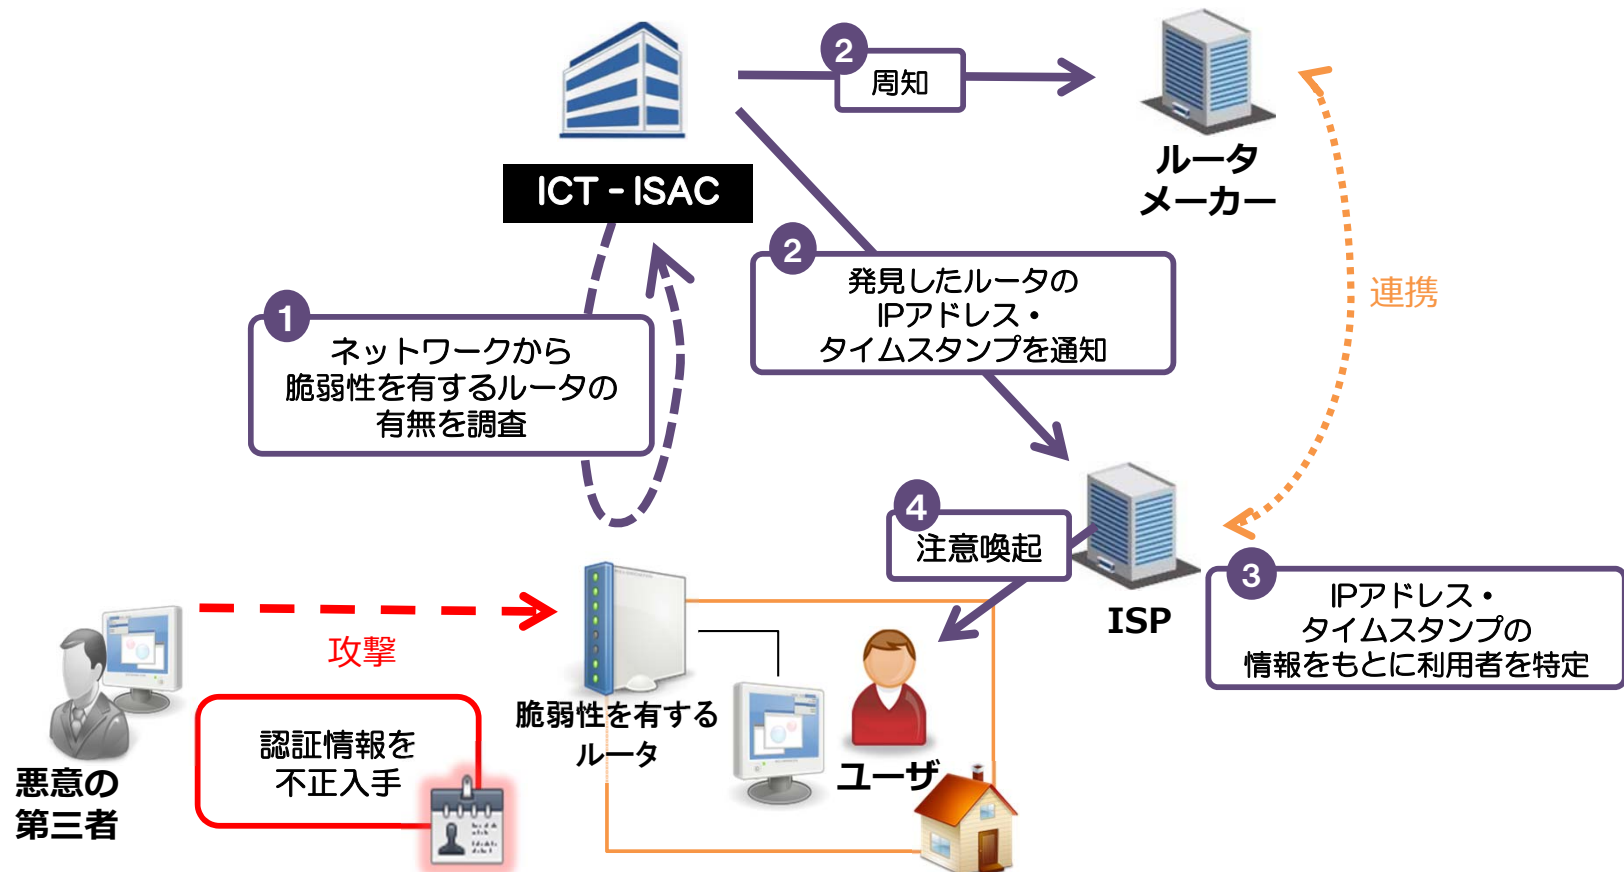 2
周知
ルータ
メーカー
ICT - ISAC
2
発見したルータの
IPアドレス・
タイムスタンプを通知
連携
1
ネットワークから
脆弱性を有するルータの
有無を調査
4
注意喚起
ISP
3
IPアドレス・
タイムスタンプの
情報をもとに利用者を特定
攻撃
脆弱性を有する
ルータ
ユーザ
認証情報を
不正入手
悪意の
第三者